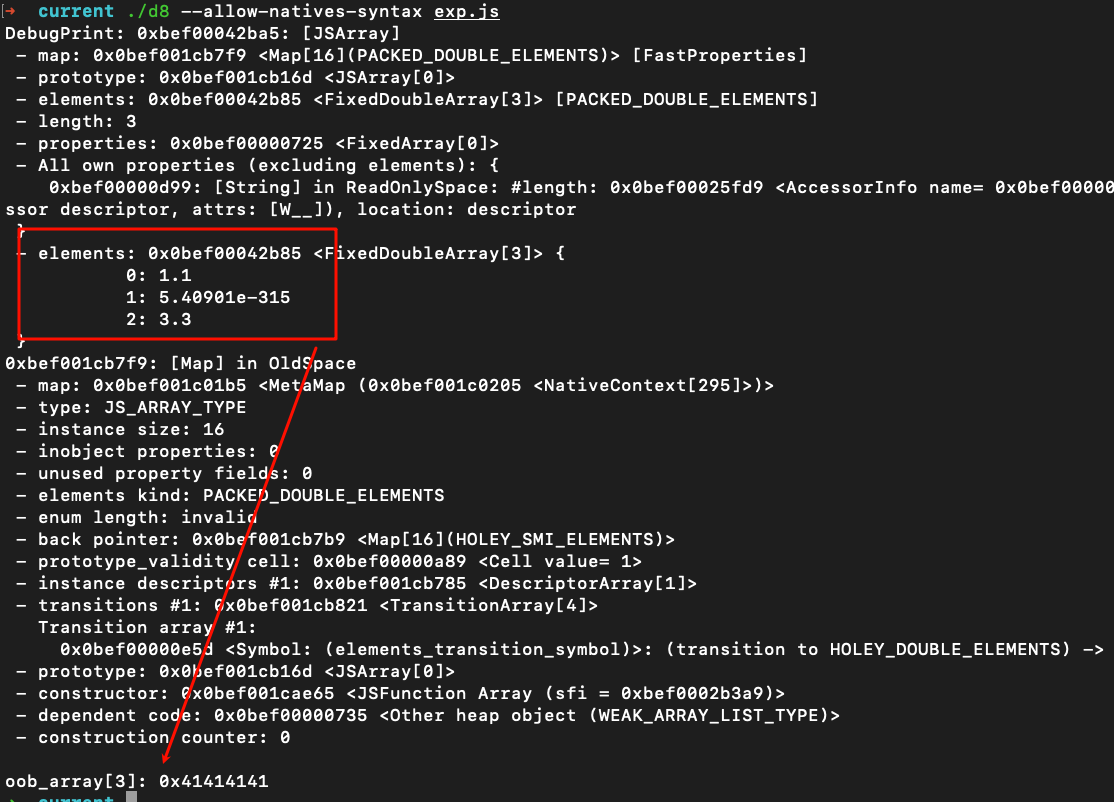 → current ./d8 --allow-natives-syntax exp.js
DebugPrint: 0xbef00042ba5: [JSArray]
- map: 0x0bef001cb7f9 <Map[16](PACKED_DOUBLE_ELEMENTS)> [FastProperties]
- prototype: 0x0bef001cb16d <JSArray[0]>
- elements: 0x0bef00042b85 <FixedDoubleArray[3]> [PACKED_DOUBLE_ELEMENTS]
- length: 3
- properties: 0x0bef00000725 <FixedArray[0]>
- All own properties (excluding elements): {
0xbef00000d99: [String] in ReadOnlySpace: #length: 0x0bef00025fd9 <AccessorInfo name= 0x0bef00000
ssor descriptor, attrs: [W__]), location: descriptor
}
- elements: 0x0bef00042b85 <FixedDoubleArray[3]> {
0: 1.1
1: 5.40901e-315
2: 3.3
}
0xbef001cb7f9: [Map] in OldSpace
- map: 0x0bef001c01b5 <MetaMap (0x0bef001c0205 <NativeContext[295]>)>
- type: JS_ARRAY_TYPE
- instance size: 16
- inobject properties: 0
- unused property fields: 0
- elements kind: PACKED_DOUBLE_ELEMENTS
- enum length: invalid
- back pointer: 0x0bef001cb7b9 <Map[16](HOLEY_SMI_ELEMENTS)>
- prototype_validity cell: 0x0bef00000a89 <Cell value= 1>
- instance descriptors #1: 0x0bef001cb785 <DescriptorArray[1]>
- transitions #1: 0x0bef001cb821 <TransitionArray[4]>
Transition array #1:
0x0bef00000e5d <Symbol: (elements_transition_symbol)>: (transition to HOLEY_DOUBLE_ELEMENTS) ->
- prototype: 0x0bef001cb16d <JSArray[0]>
- constructor: 0x0bef001cae65 <JSFunction Array (sfi = 0xbef0002b3a9)>
- dependent code: 0x0bef00000735 <Other heap object (WEAK_ARRAY_LIST_TYPE)>
- construction counter: 0
oob_array[3]: 0x41414141
→ current